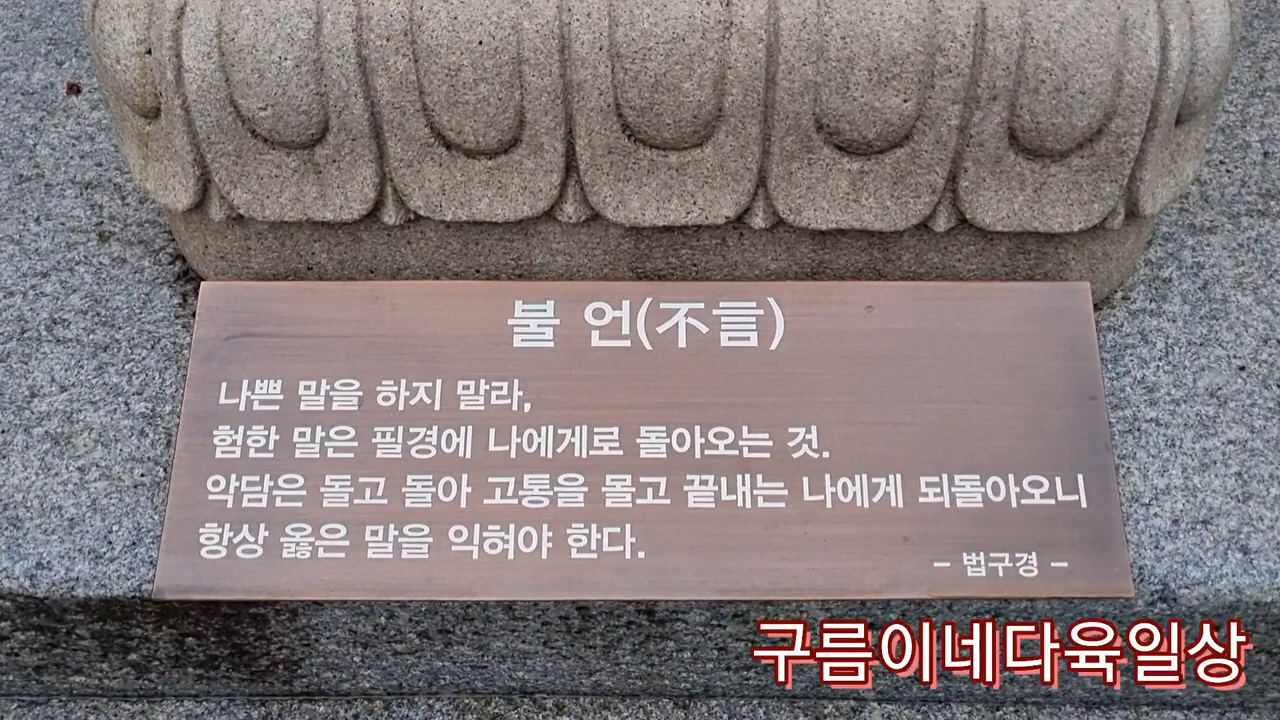 불 언(不言)
나쁜 말을 하지 말라,
험한 말은 필경에 나에게로 돌아오는 것.
악담은 돌고 돌아 고통을 몰고 끝내는 나에게 되돌아오니
항상 옳은 말을 익혀야 한다.
– 법구경 –
구름이네다육일상